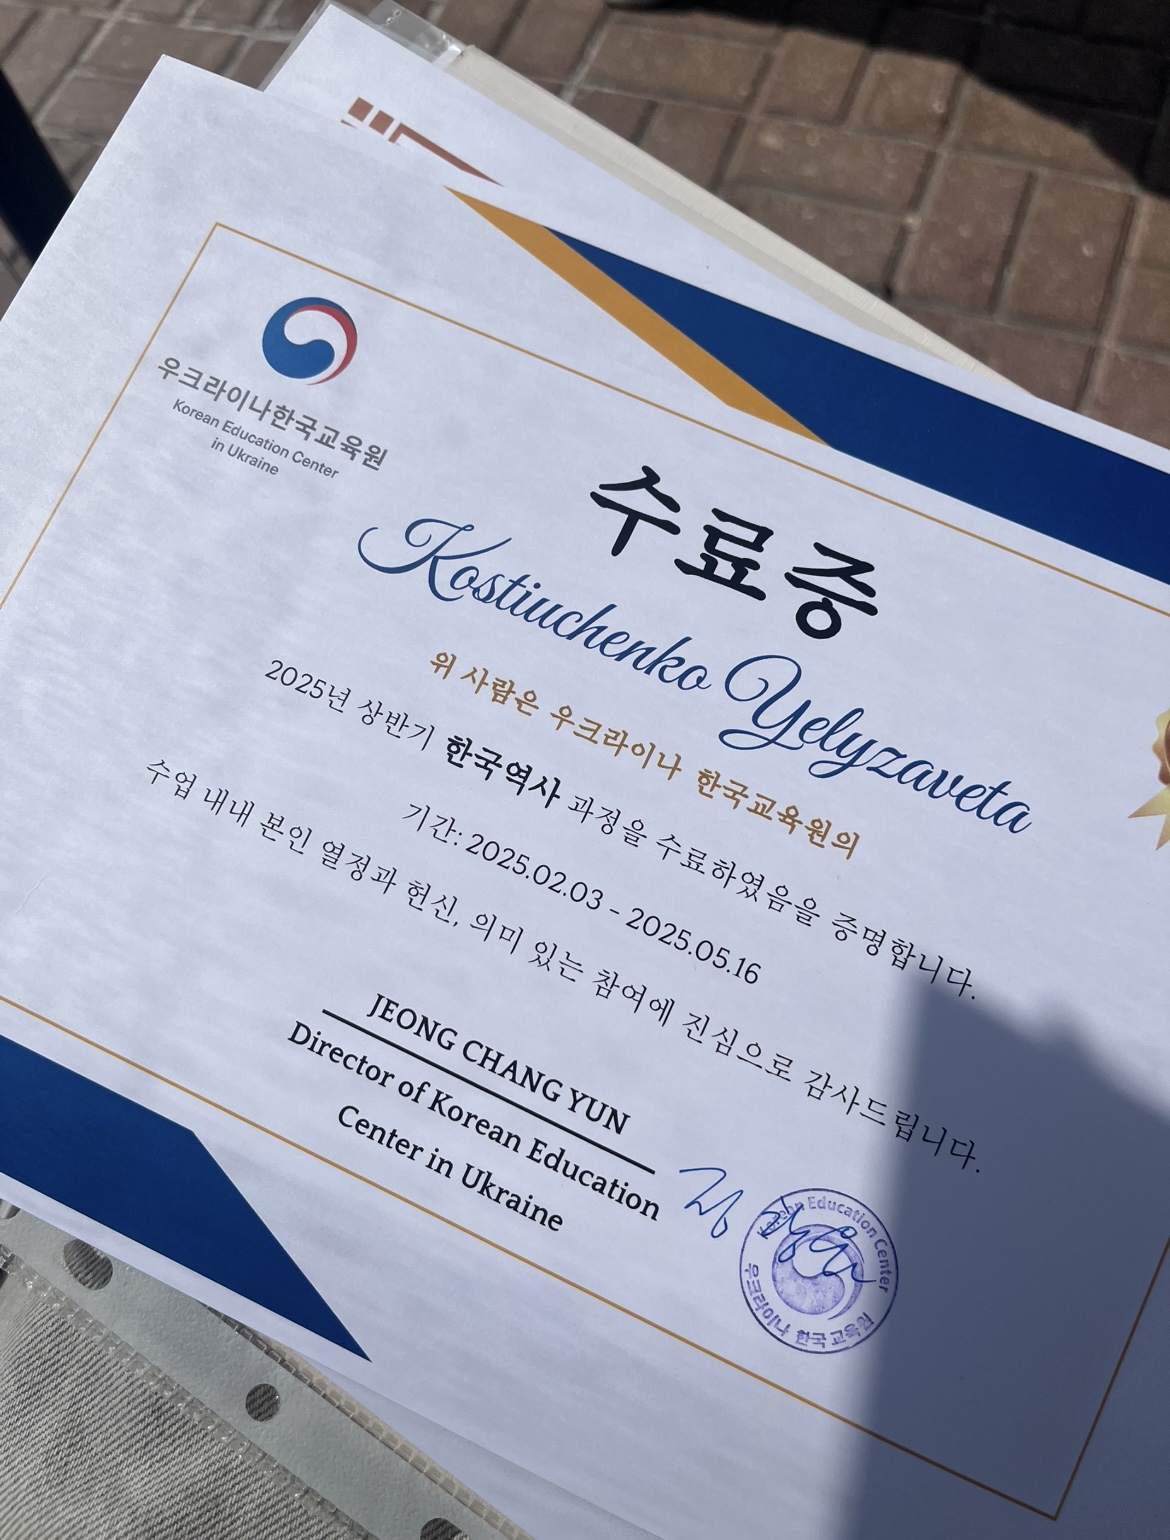 우크라이나한국교육원
Korean Education Center
in Ukraine
수료증
Kostiuchenko Yelyzaveta
위 사람은 우크라이나 한국교육원의
2025년 상반기 한국역사 과정을 수료하였음을 증명합니다.
기간: 2025.02.03 - 2025.05.16
수업 내내 본인 열정과 헌신, 의미 있는 참여에 진심으로 감사드립니다.
JEONG CHANG YUN
Director of Korean Education
Center in Ukraine
Korean Education Center
우크라이나 한국교육원